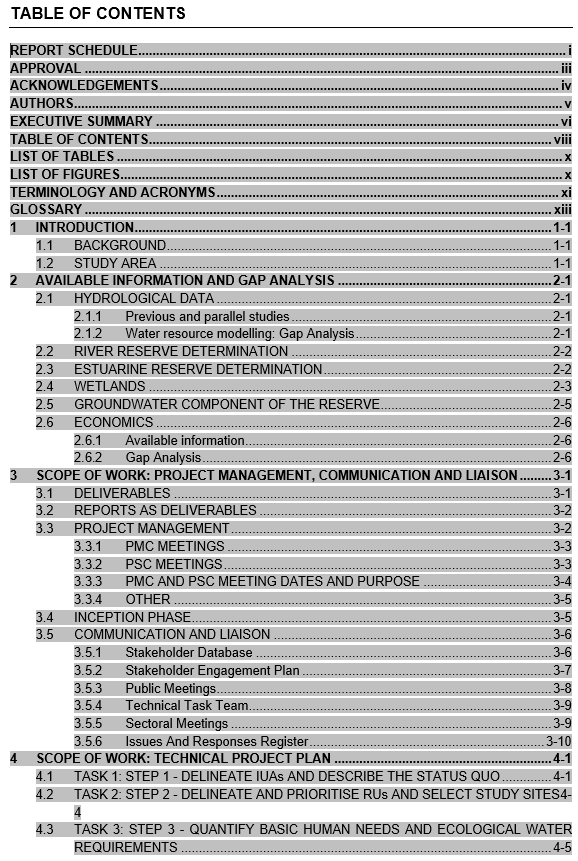 TABLE OF CONTENTS
REPORT SCHEDULE i
APPROVAL iii
ACKNOWLEDGEMENTS iv
AUTHORS v
EXECUTIVE SUMMARY vi
TABLE OF CONTENTS viii
LIST OF TABLES x
LIST OF FIGURES x
TERMINOLOGY AND ACRONYMS xi
GLOSSARY xiii
1 INTRODUCTION 1-1
1.1 BACKGROUND 1-1
1.2 STUDY AREA 1-1
2 AVAILABLE INFORMATION AND GAP ANALYSIS 2-1
2.1 HYDROLOGICAL DATA 2-1
2.1.1 Previous and parallel studies 2-1
2.1.2 Water resource modelling: Gap Analysis 2-1
2.2 RIVER RESERVE DETERMINATION 2-2
2.3 ESTUARINE RESERVE DETERMINATION 2-2
2.4 WETLANDS 2-3
2.5 GROUNDWATER COMPONENT OF THE RESERVE 2-5
2.6 ECONOMICS 2-6
2.6.1 Available information 2-6
2.6.2 Gap Analysis 2-6
3 SCOPE OF WORK: PROJECT MANAGEMENT, COMMUNICATION AND LIAISON 3-1
3.1 DELIVERABLES 3-1
3.2 REPORTS AS DELIVERABLES 3-2
3.3 PROJECT MANAGEMENT 3-2
3.3.1 PMC MEETINGS 3-3
3.3.2 PSC MEETINGS 3-3
3.3.3 PMC AND PSC MEETING DATES AND PURPOSE 3-4
3.3.4 OTHER 3-5
3.4 INCEPTION PHASE 3-5
3.5 COMMUNICATION AND LIAISON 3-6
3.5.1 Stakeholder Database 3-6
3.5.2 Stakeholder Engagement Plan 3-7
3.5.3 Public Meetings 3-8
3.5.4 Technical Task Team 3-9
3.5.5 Sectoral Meetings 3-9
3.5.6 Issues And Responses Register 3-10
4 SCOPE OF WORK: TECHNICAL PROJECT PLAN 4-1
4.1 TASK 1: STEP 1 - DELINEATE IUAs AND DESCRIBE THE STATUS QUO 4-1
4.2 TASK 2: STEP 2 - DELINEATE AND PRIORITISE RUs AND SELECT STUDY SITES4-
4
4.3 TASK 3: STEP 3 - QUANTIFY BASIC HUMAN NEEDS AND ECOLOGICAL WATER
REQUIREMENTS 4-5